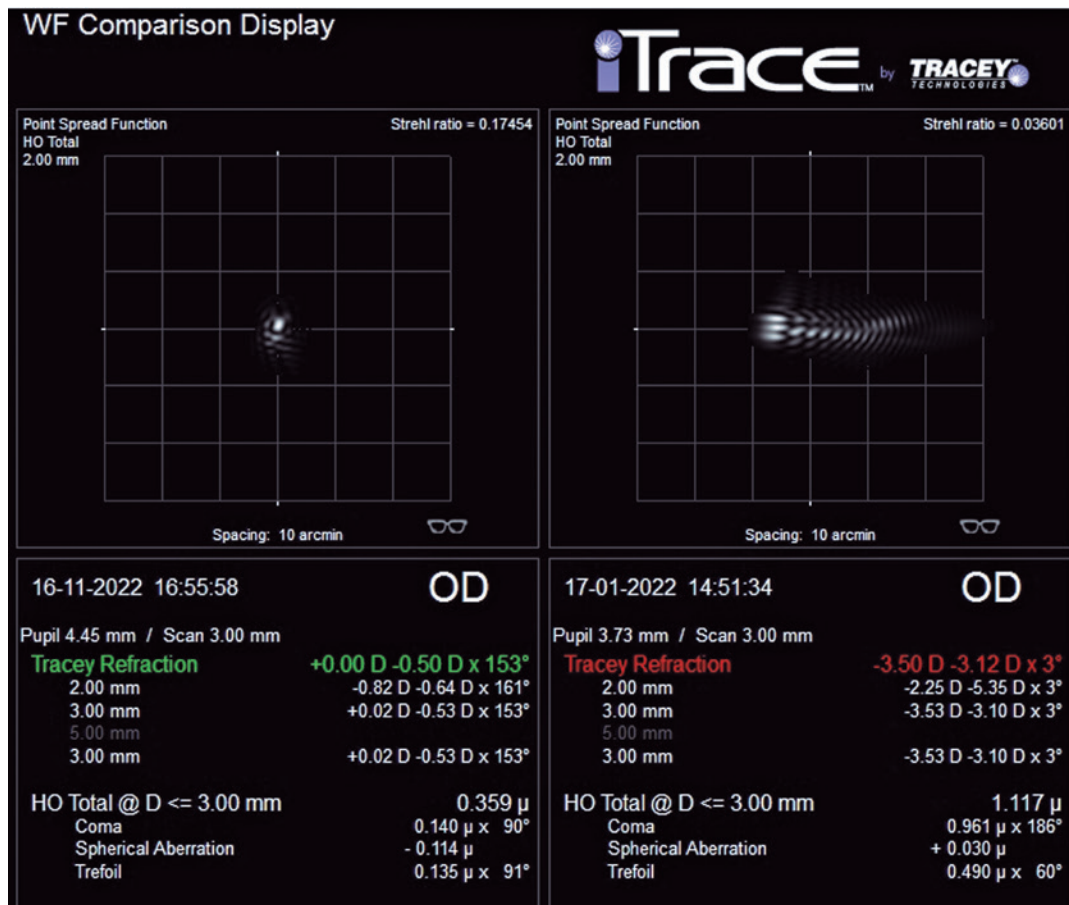 WF Comparison Display
iTrace™ by TRACEY™ TECHNOLOGIES
Point Spread Function Strehl ratio = 0.17454
HO Total
2.00 mm
Spacing: 10 arcmin
Point Spread Function Strehl ratio = 0.03601
HO Total
2.00 mm
Spacing: 10 arcmin
16-11-2022 16:55:58 OD
Pupil 4.45 mm / Scan 3.00 mm
Tracey Refraction +0.00 D -0.50 D x 153°
2.00 mm -0.82 D -0.64 D x 161°
3.00 mm +0.02 D -0.53 D x 153°
5.00 mm
3.00 mm +0.02 D -0.53 D x 153°
HO Total @ D <= 3.00 mm 0.359 µ
Coma 0.140 µ x 90°
Spherical Aberration - 0.114 µ
Trefoil 0.135 µ x 91°
17-01-2022 14:51:34 OD
Pupil 3.73 mm / Scan 3.00 mm
Tracey Refraction -3.50 D -3.12 D x 3°
2.00 mm -2.25 D -5.35 D x 3°
3.00 mm -3.53 D -3.10 D x 3°
5.00 mm
3.00 mm -3.53 D -3.10 D x 3°
HO Total @ D <= 3.00 mm 1.117 µ
Coma 0.961 µ x 186°
Spherical Aberration + 0.030 µ
Trefoil 0.490 µ x 60°